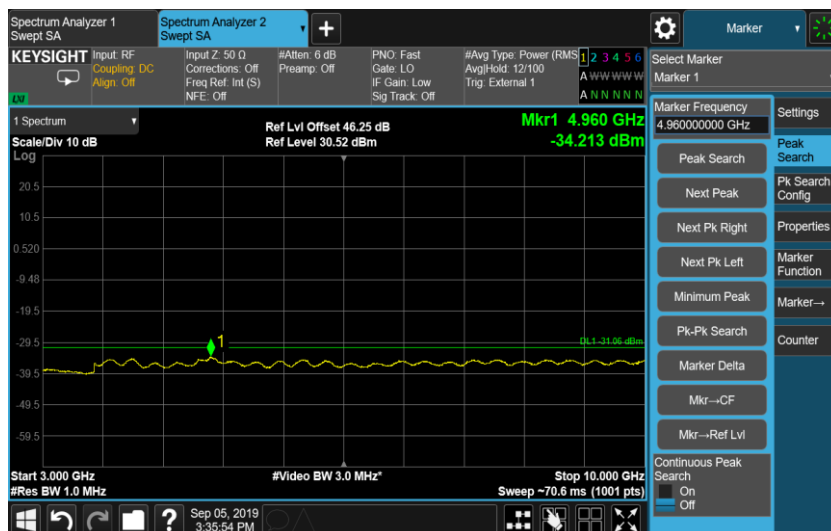 Spectrum Analyzer 1
Swept SA
Spectrum Analyzer 2
Swept SA
Marker
KEYSIGHT
LXI
Input: RF
Coupling: DC
Align: Off
Input Z: 50 Ω
Corrections: Off
Freq Ref: Int (S)
NFE: Off
#Atten: 6 dB
Preamp: Off
PNO: Fast
Gate: LO
IF Gain: Low
Sig Track: Off
#Avg Type: Power (RMS
Avg|Hold: 12/100
Trig: External 1
1 2 3 4 5 6
A W W W W W
A N N N N N
Select Marker
Marker 1
1 Spectrum
Scale/Div 10 dB
Log
Ref Lvl Offset 46.25 dB
Ref Level 30.52 dBm
Mkr1 4.960 GHz
-34.213 dBm
20.5
10.5
0.520
-9.48
-19.5
-29.5
-39.5
-49.5
-59.5
1
DL1 -31.06 dBm
Start 3.000 GHz
#Res BW 1.0 MHz
#Video BW 3.0 MHz*
Stop 10.000 GHz
Sweep ~70.6 ms (1001 pts)
Marker Frequency
4.960000000 GHz
Peak Search
Next Peak
Next Pk Right
Next Pk Left
Minimum Peak
Pk-Pk Search
Marker Delta
Mkr→CF
Mkr→Ref Lvl
Continuous Peak
Search
On
Off
Settings
Peak
Search
Pk Search
Config
Properties
Marker
Function
Marker→
Counter
Sep 05, 2019
3:35:54 PM